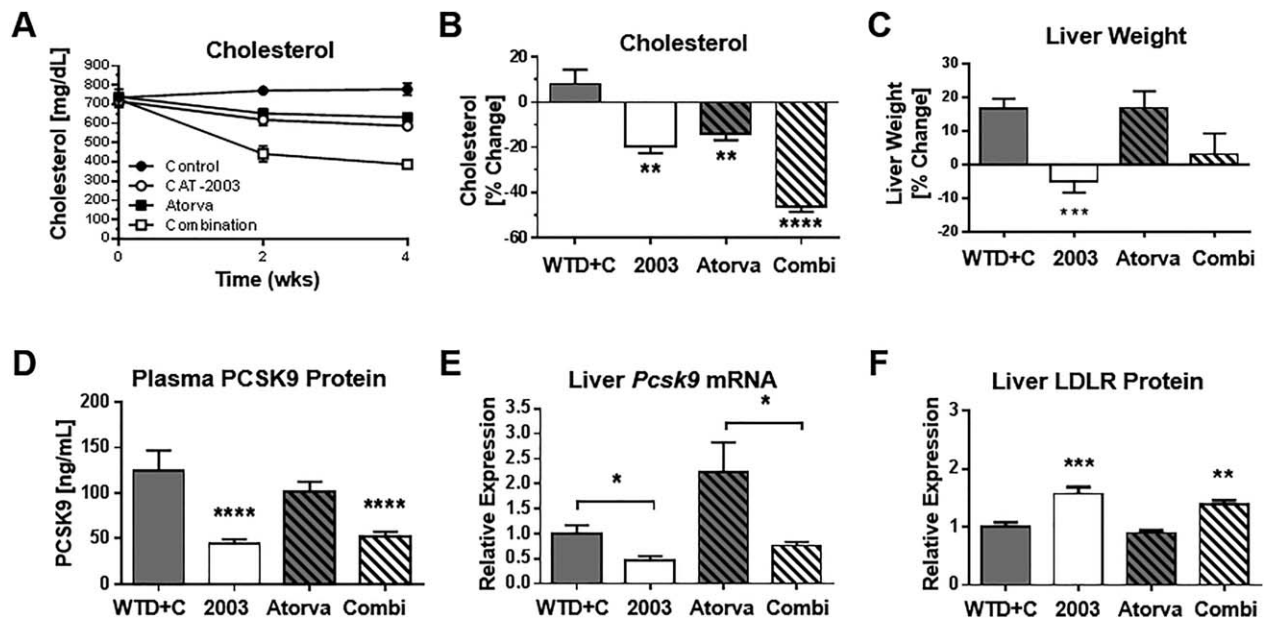 A
Cholesterol
Cholesterol [mg/dL]
900
800
700
600
500
400
300
200
100
0
Control
CAT-2003
Atorva
Combination
0
2
4
Time (wks)
B
Cholesterol
Cholesterol
[% Change]
20
0
-20
-40
-60
**
**
****
WTD+C 2003 Atorva Combi
C
Liver Weight
Liver Weight
[% Change]
30
20
10
0
-10
-20
***
WTD+C 2003 Atorva Combi
D
Plasma PCSK9 Protein
PCSK9 [ng/mL]
200
150
100
50
0
****
****
WTD+C 2003 Atorva Combi
E
Liver Pcsk9 mRNA
Relative Expression
3.5
3.0
2.5
2.0
1.5
1.0
0.5
0.0
*
*
WTD+C 2003 Atorva Combi
F
Liver LDLR Protein
Relative Expression
3
2
1
0
***
**
WTD+C 2003 Atorva Combi